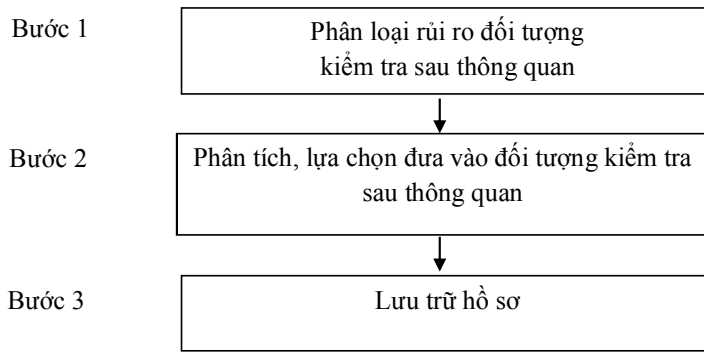 Bước 1
Phân loại rủi ro đối tượng
kiểm tra sau thông quan
Bước 2
Phân tích, lựa chọn đưa vào đối tượng kiểm tra
sau thông quan
Bước 3
Lưu trữ hồ sơ